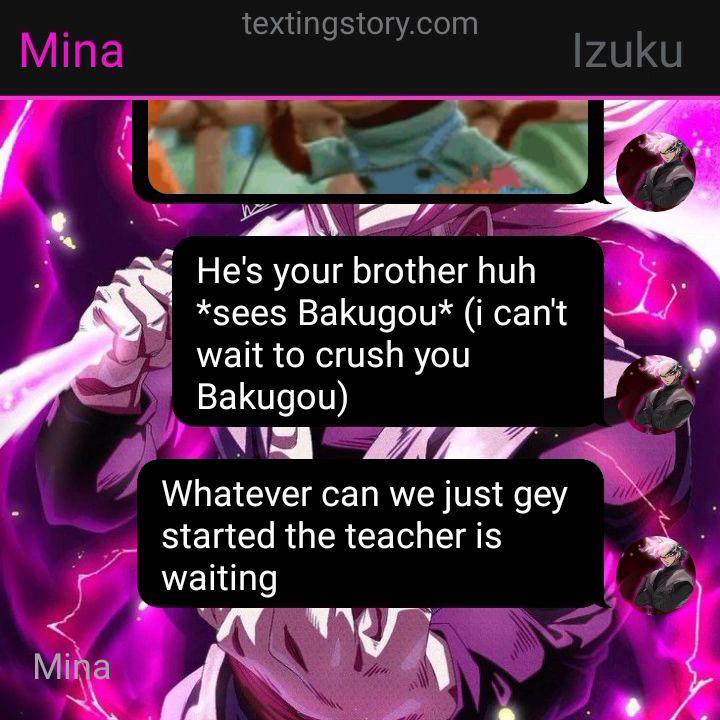 textingstory.com
Mina
Izuku
He's your brother huh
*sees Bakugou* (i can't
wait to crush you
Bakugou)
Whatever can we just gey
started the teacher is
waiting
Mina